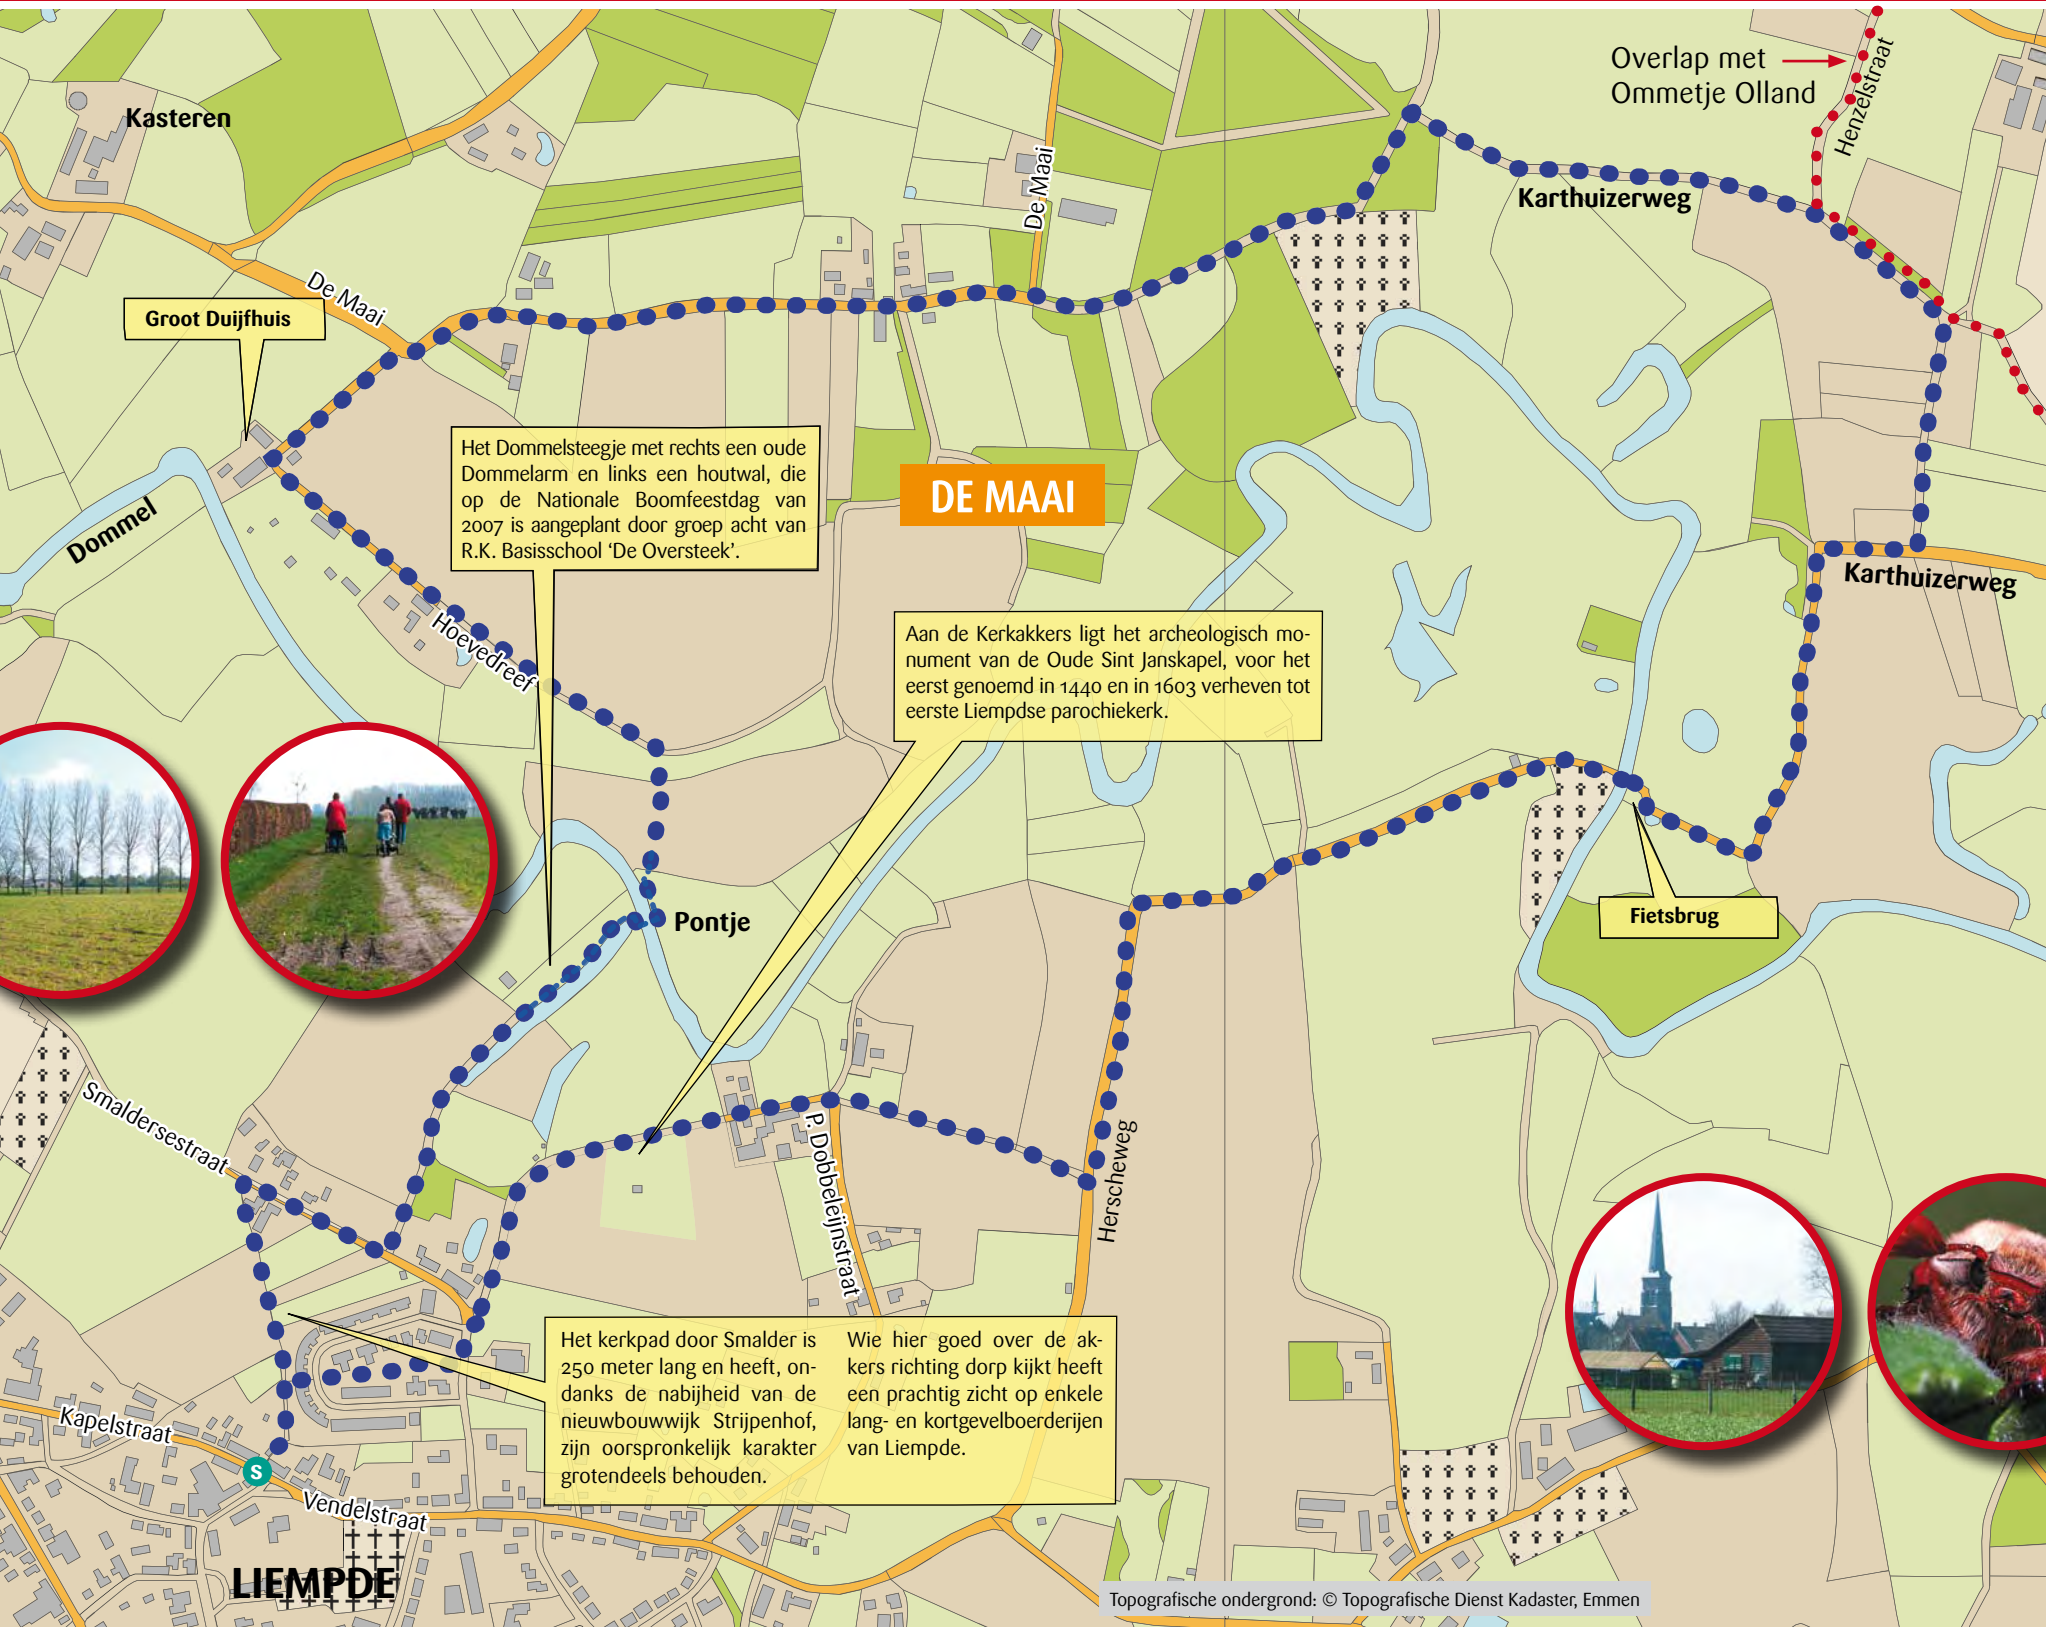 Overlap met
Ommetje Olland
Henzelstraat
Kasteren
De Maai
Karthuizerweg
De Maai
Groot Duijfhuis
Het Dommelsteegje met rechts een oude
Dommelarm en links een houtwal, die
op de Nationale Boomfeestdag van
2007 is aangeplant door groep acht van
R.K. Basisschool ‘De Oversteek’.
DE MAAI
Dommel
Karthuizerweg
Hoevedreef
Aan de Kerkakkers ligt het archeologisch mo-
nument van de Oude Sint Janskapel, voor het
eerst genoemd in 1440 en in 1603 verheven tot
eerste Liempdse parochiekerk.
Pontje
Fietsbrug
Smaldersestraat
P. Dobbeleijnstraat
Herscheweg
Het kerkpad door Smalder is
250 meter lang en heeft, on-
danks de nabijheid van de
nieuwbouwwijk Strijpenhof,
zijn oorspronkelijk karakter
grotendeels behouden.
Wie hier goed over de ak-
kers richting dorp kijkt heeft
een prachtig zicht op enkele
lang- en kortgevelboerderijen
van Liempde.
Kapelstraat
S
Vendelstraat
LIEMPDE
Topografische ondergrond: © Topografische Dienst Kadaster, Emmen